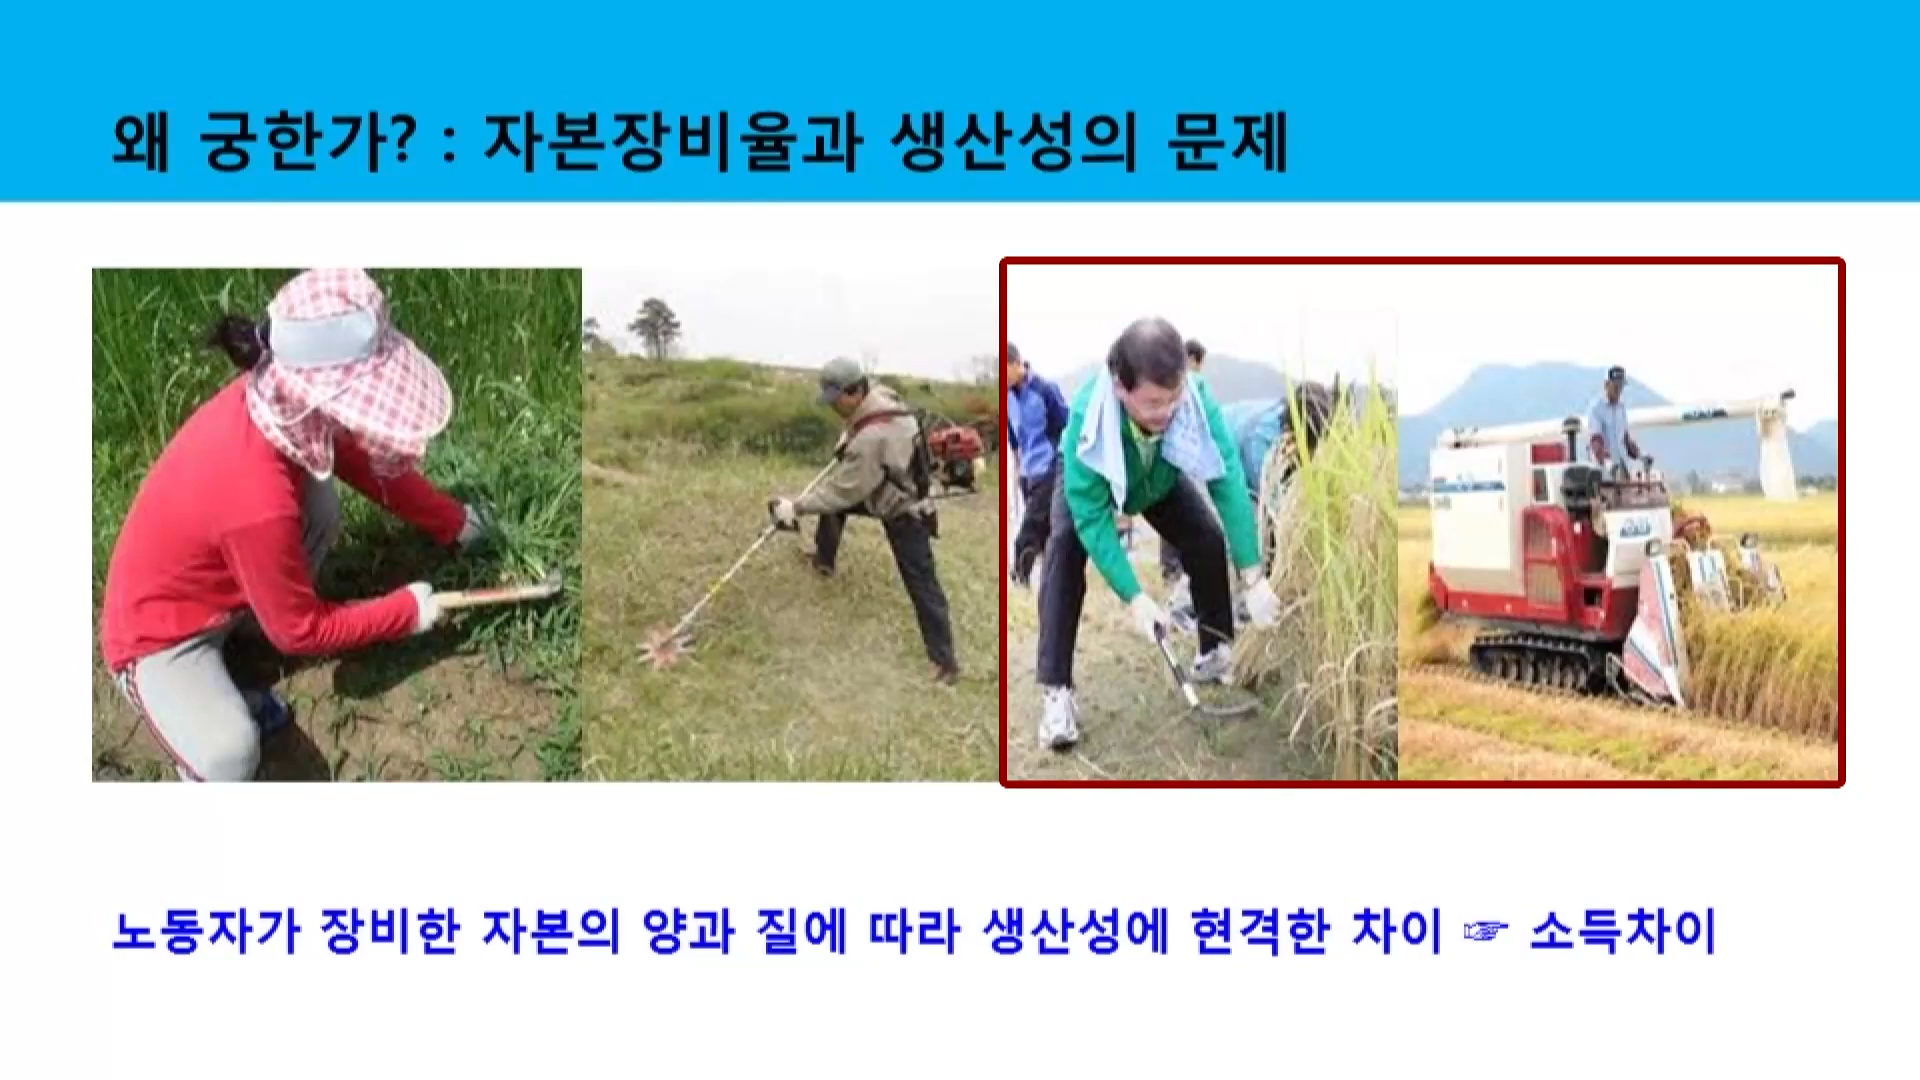 왜 궁한가? : 자본장비율과 생산성의 문제
노동자가 장비한 자본의 양과 질에 따라 생산성에 현격한 차이 ☞ 소득차이